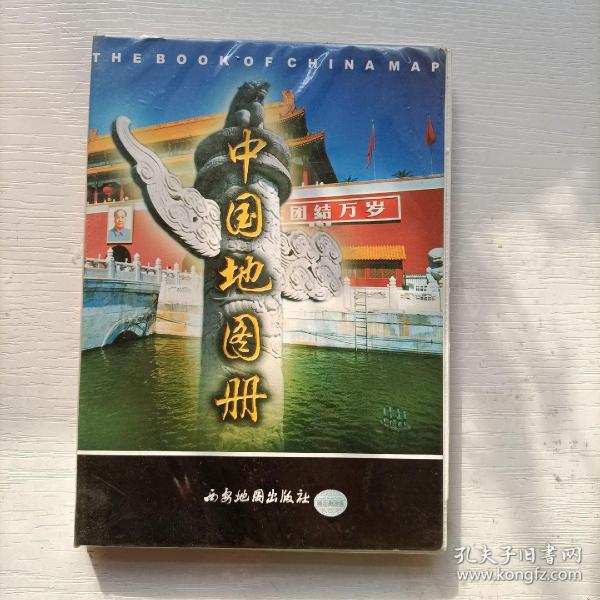 THE BOOK OF CHINA MAP
中国地图册
团结万岁
西安地图出版社
孔夫子旧书网
www.kongfz.com